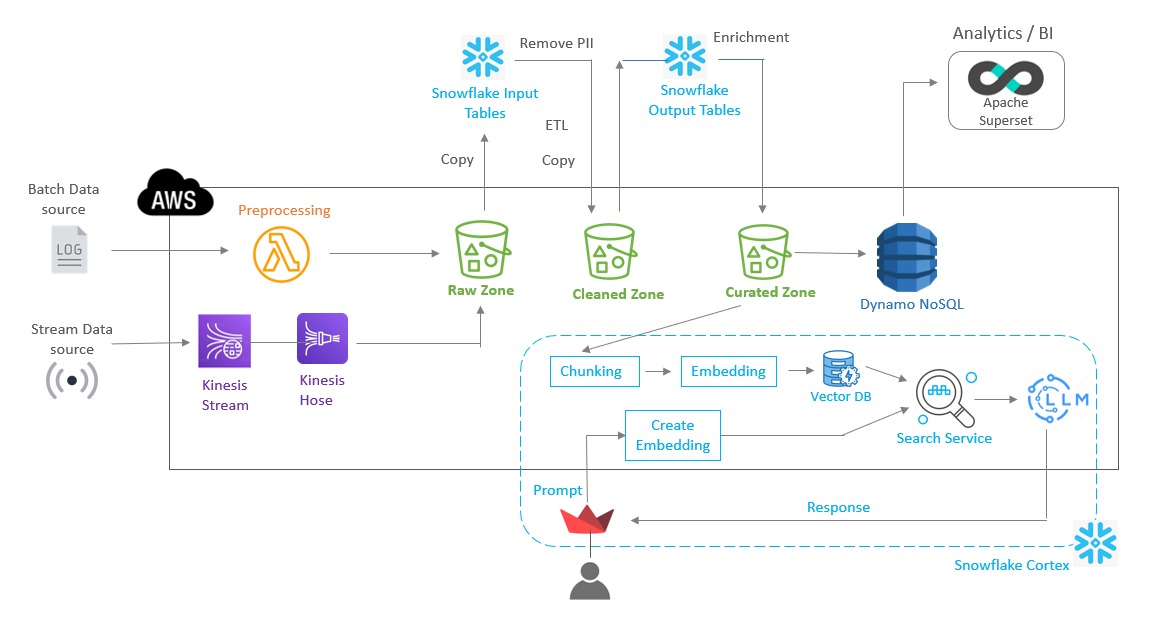 Analytics / BI
Remove PII
Enrichment
Snowflake Input
Tables
Snowflake
Output Tables
Apache
Superset
ETL
Copy
Copy
Batch Data
source
AWS
LOG
Preprocessing
Raw Zone
Cleaned Zone
Curated Zone
Dynamo NoSQL
Stream Data
source
Kinesis
Stream
Kinesis
Hose
Chunking
Embedding
Vector DB
LLM
Create
Embedding
Search Service
Prompt
Response
Snowflake Cortex